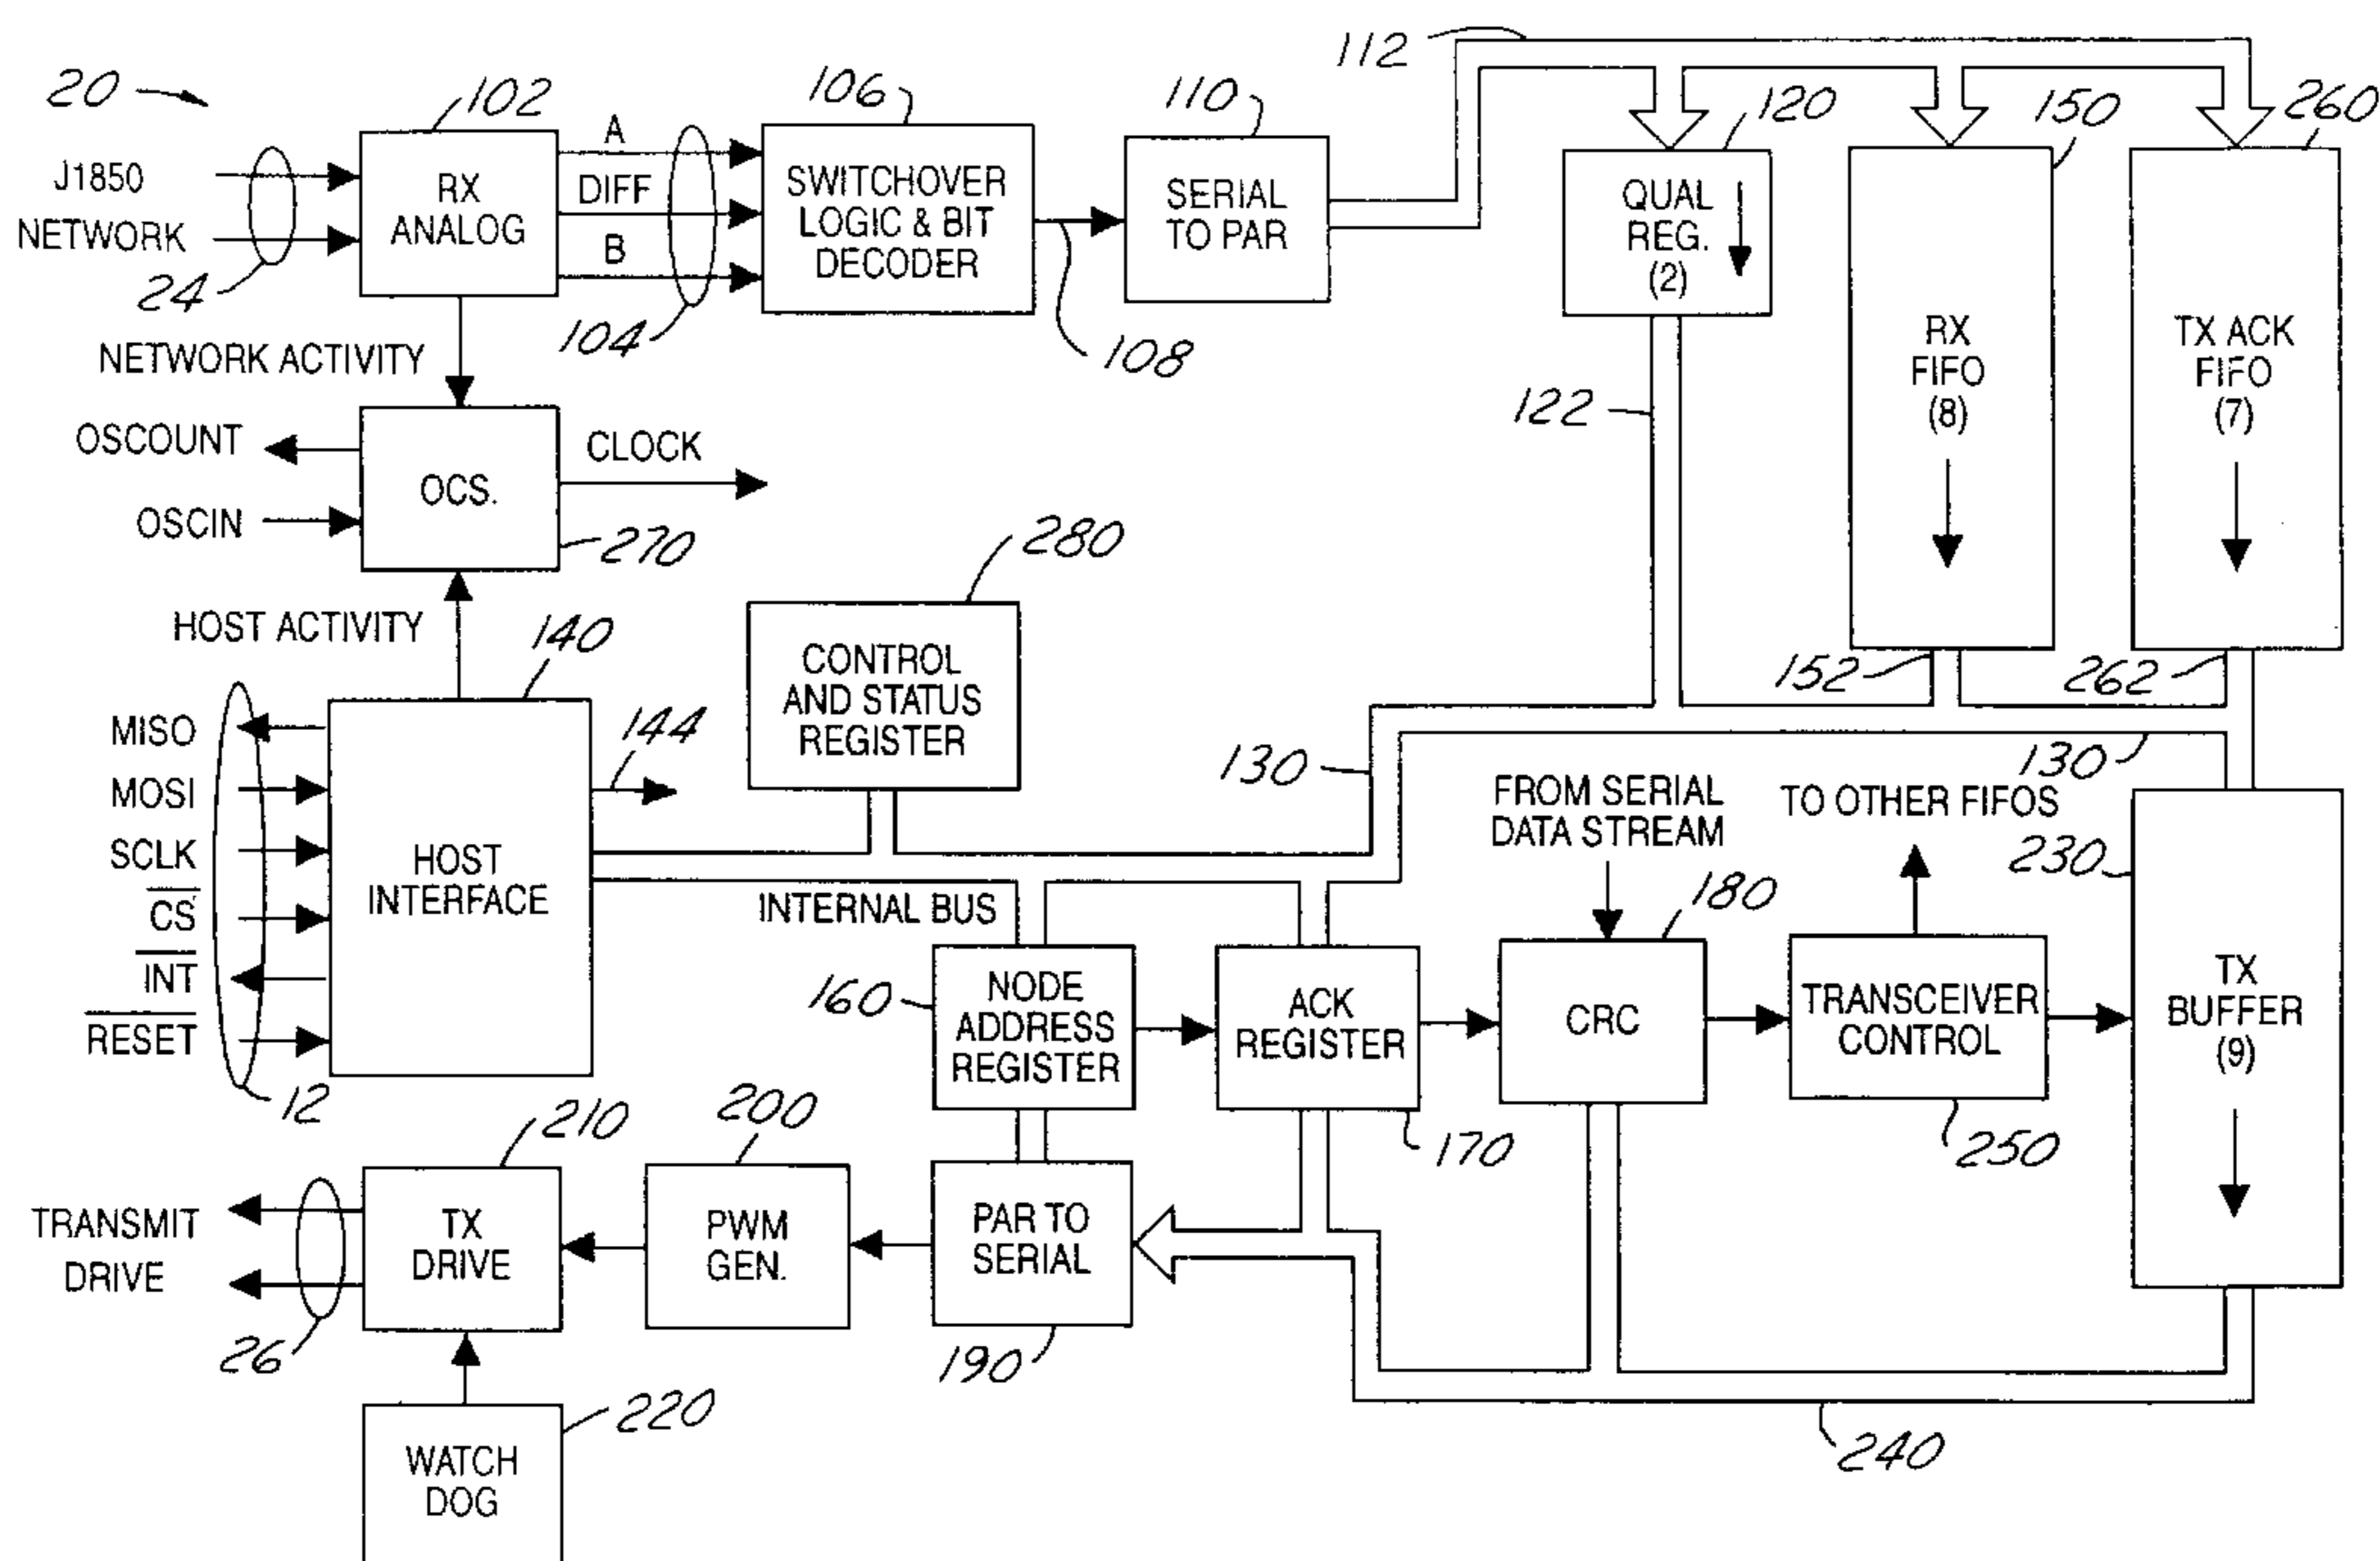 20
J1850
NETWORK
24
102
RX
ANALOG
A
DIFF
B
104
106
SWITCHOVER
LOGIC & BIT
DECODER
108
110
SERIAL
TO PAR
112
120
QUAL
REG.
(2)
122
150
RX
FIFO
(8)
152
260
TX ACK
FIFO
(7)
262
NETWORK ACTIVITY
OSCOUNT
OSCIN
OCS.
CLOCK
270
HOST ACTIVITY
140
MISO
MOSI
SCLK
CS
INT
RESET
12
HOST
INTERFACE
144
280
CONTROL
AND STATUS
REGISTER
INTERNAL BUS
130
130
FROM SERIAL
DATA STREAM
TO OTHER FIFOS
160
NODE
ADDRESS
REGISTER
ACK
REGISTER
170
180
CRC
TRANSCEIVER
CONTROL
250
230
TX
BUFFER
(9)
TRANSMIT
DRIVE
26
210
TX
DRIVE
200
PWM
GEN.
PAR TO
SERIAL
190
240
220
WATCH
DOG